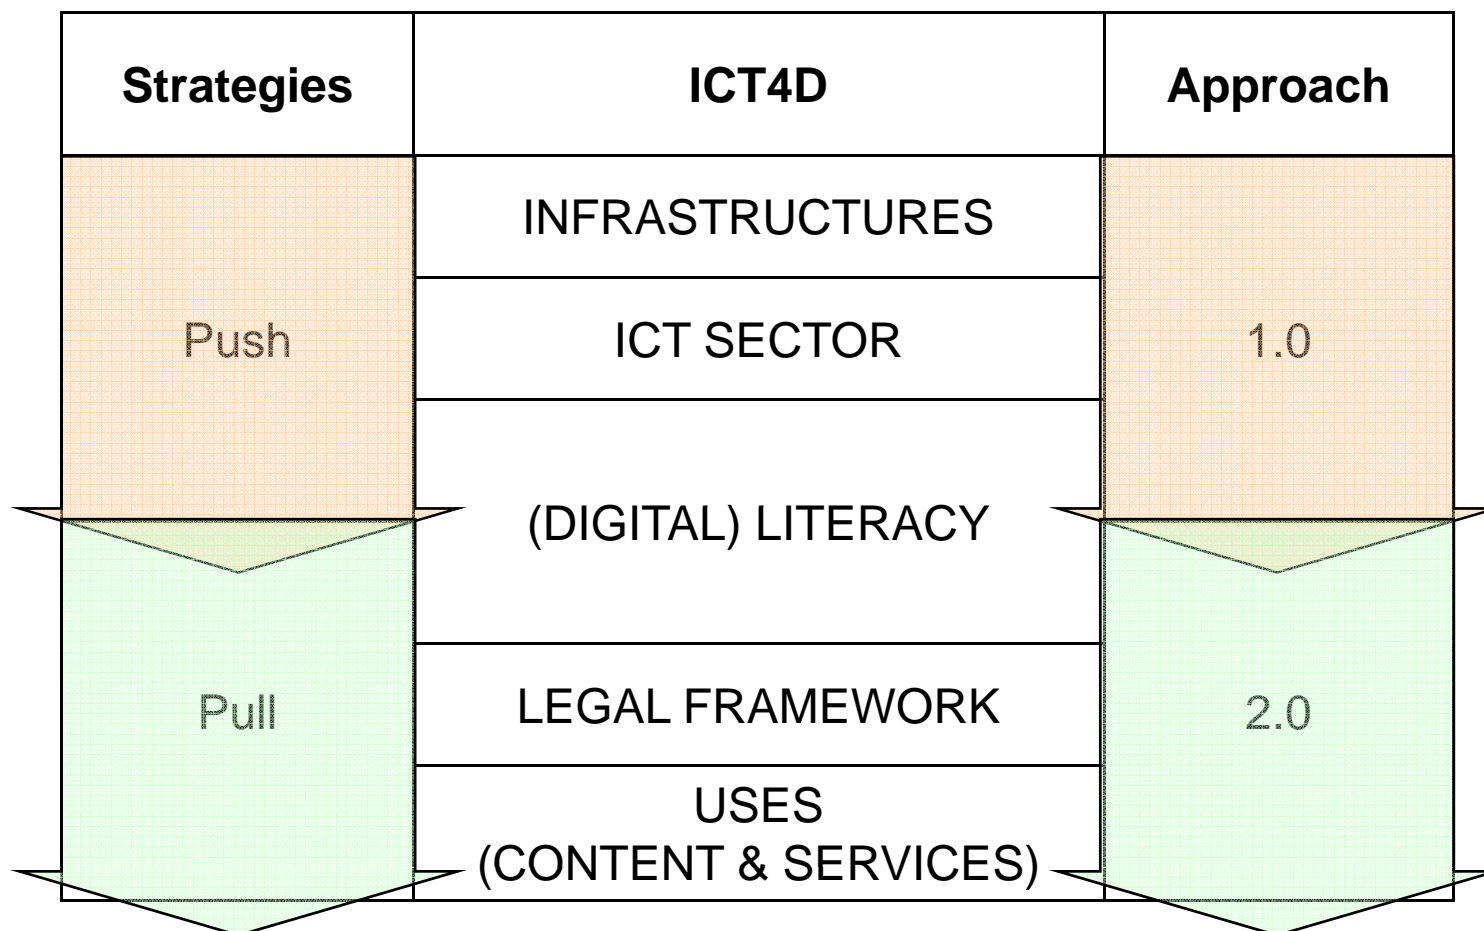 Strategies
ICT4D
Approach
INFRASTRUCTURES
Push
ICT SECTOR
1.0
(DIGITAL) LITERACY
Pull
LEGAL FRAMEWORK
2.0
USES
(CONTENT & SERVICES)